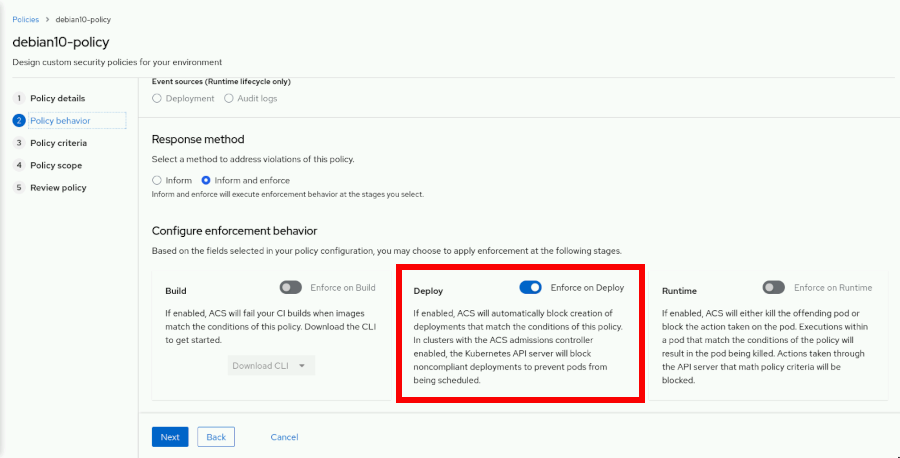 Policies > debian10-policy
debian10-policy
Design custom security policies for your environment
1 Policy details
2 Policy behavior
3 Policy criteria
4 Policy scope
5 Review policy
Event sources (Runtime lifecycle only)
Deployment Audit logs
Response method
Select a method to address violations of this policy.
Inform Inform and enforce
Inform and enforce will execute enforcement behavior at the stages you select.
Configure enforcement behavior
Based on the fields selected in your policy configuration, you may choose to apply enforcement at the following stages.
Build Enforce on Build
If enabled, ACS will fail your CI builds when images
match the conditions of this policy. Download the CLI
to get started.
Download CLI
Deploy Enforce on Deploy
If enabled, ACS will automatically block creation of
deployments that match the conditions of this policy.
In clusters with the ACS admissions controller
enabled, the Kubernetes API server will block
noncompliant deployments to prevent pods from
being scheduled.
Runtime Enforce on Runtime
If enabled, ACS will either kill the offending pod or
block the action taken on the pod. Executions within
a pod that match the conditions of the policy will
result in the pod being killed. Actions taken through
the API server that math policy criteria will be
blocked.
Next Back Cancel